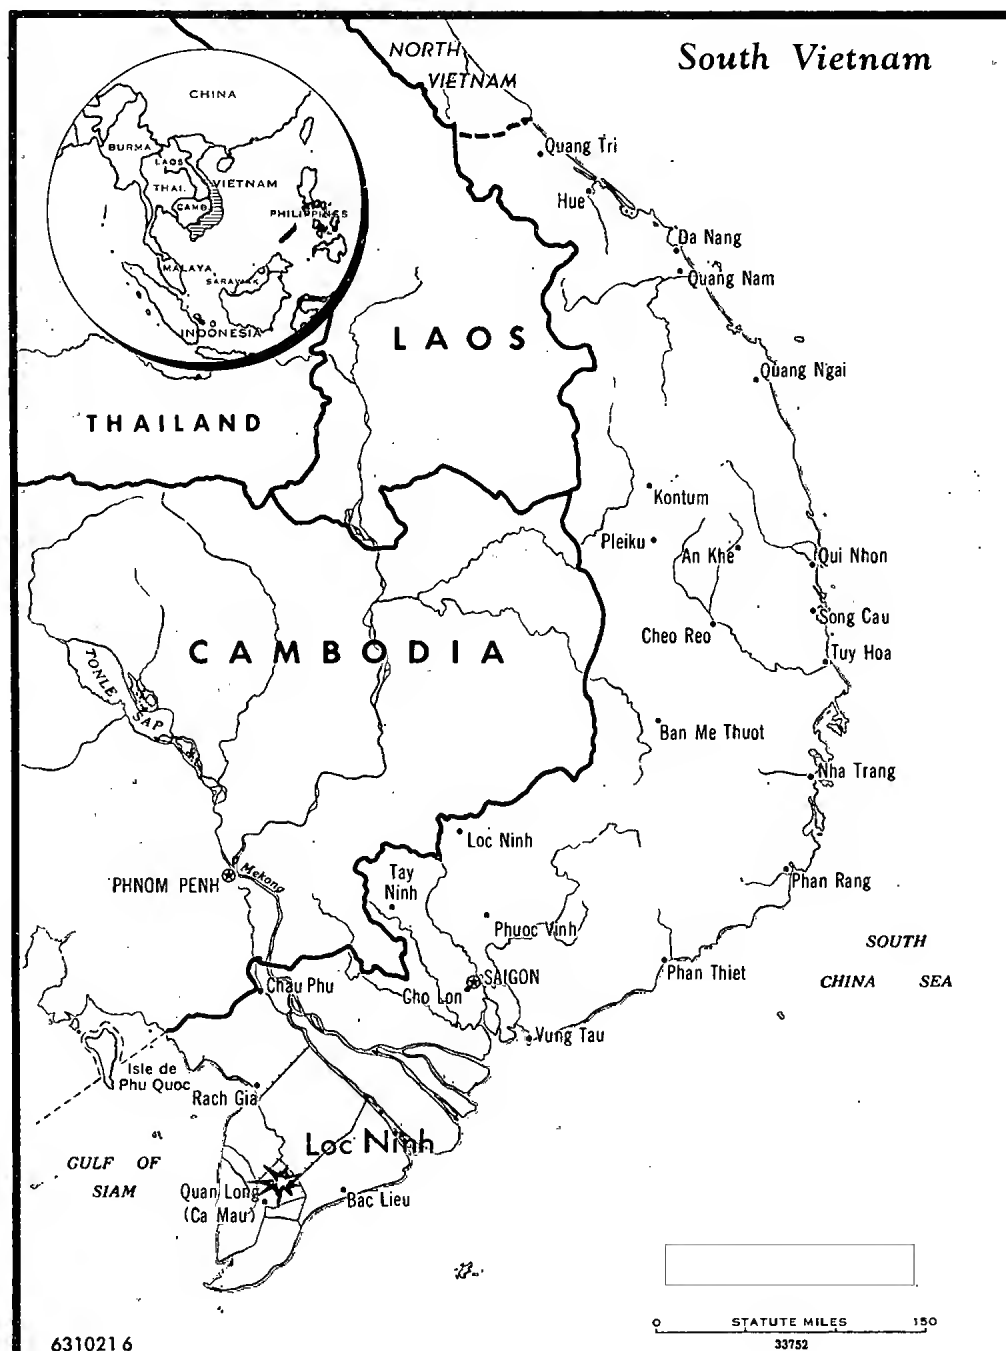 South Vietnam
NORTH
VIETNAM
CHINA
BURMA
LAOS
THAI.
VIETNAM
CAMB.
PHILIPPINES
MALAYA
SARAWAK
INDONESIA
Quang Tri
Hue
Da Nang
Quang Nam
LAOS
Quang Ngai
THAILAND
Kontum
Pleiku
An Khe
Qui Nhon
Song Cau
Cheo Reo
CAMBODIA
Tuy Hoa
TONLE
SAP
Ban Me Thuot
Nha Trang
Loc Ninh
Tay
Ninh
PHNOM PENH
Mekong
Phan Rang
Phuoc Vinh
SOUTH
CHINA SEA
Phan Thiet
SAIGON
Cho Lon
Chau Phu
Vung Tau
Isle de
Phu Quoc
Rach Gia
Loc Ninh
GULF OF
SIAM
Quan Long
(Ca Mau)
Bac Lieu
0 STATUTE MILES 150
33752
6310216